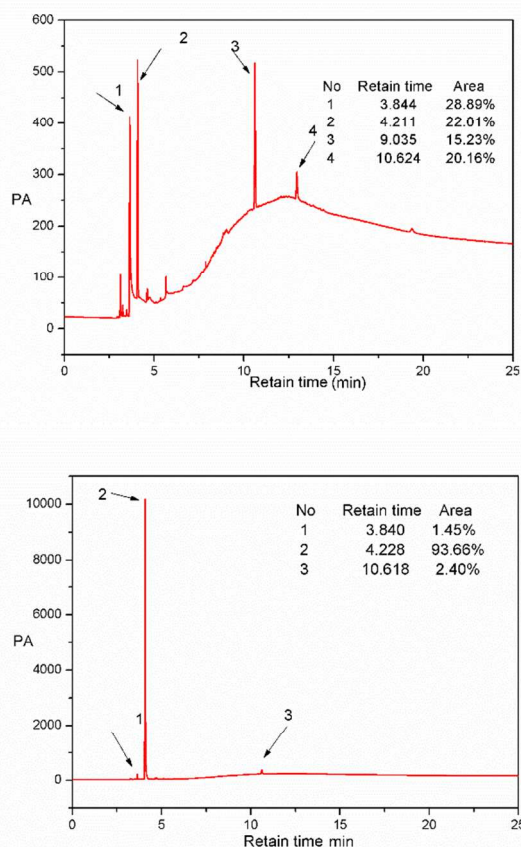 600
500
400
300
200
100
0
PA
1
2
3
4
No Retain time Area
1 3.844 28.89%
2 4.211 22.01%
3 9.035 15.23%
4 10.624 20.16%
0 5 10 15 20 25
Retain time (min)
10000
8000
6000
4000
2000
0
PA
2
1
3
No Retain time Area
1 3.840 1.45%
2 4.228 93.66%
3 10.618 2.40%
0 5 10 15 20 25
Retain time min